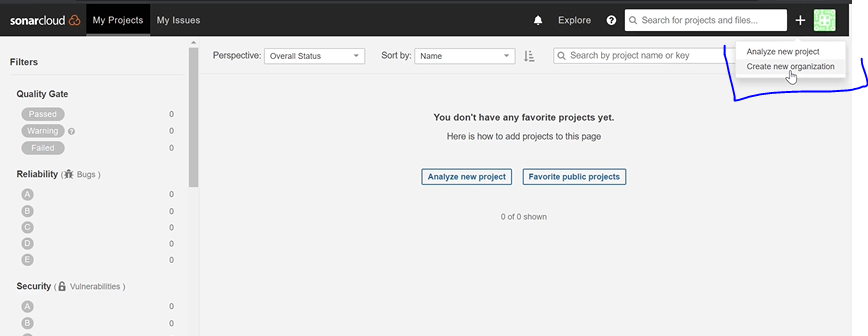 sonarcloud My Projects My Issues Explore ? Search for projects and files... +
Analyze new project
Create new organization
Filters
Perspective: Overall Status Sort by: Name Search by project name or key
Quality Gate
Passed 0
Warning ? 0
Failed 0
Reliability ( Bugs )
A 0
B 0
C 0
D 0
E 0
Security ( Vulnerabilities )
A 0
B 0
You don't have any favorite projects yet.
Here is how to add projects to this page
Analyze new project Favorite public projects
0 of 0 shown